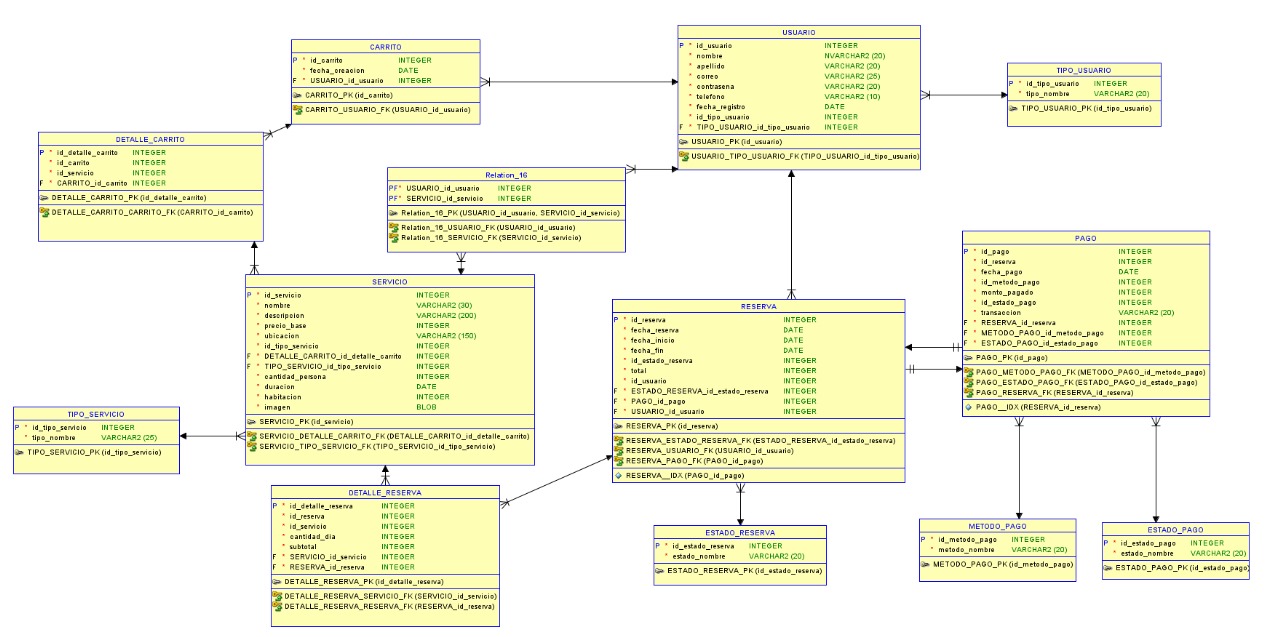 CARRITO
P * id_carrito INTEGER
* fecha_creacion DATE
F * USUARIO_id_usuario INTEGER
CARRITO_PK (id_carrito)
CARRITO_USUARIO_FK (USUARIO_id_usuario)
USUARIO
P * id_usuario INTEGER
* nombre NVARCHAR2 (20)
* apellido VARCHAR2 (20)
* correo VARCHAR2 (25)
* contrasena VARCHAR2 (20)
* telefono VARCHAR2 (10)
* fecha_registro DATE
* id_tipo_usuario INTEGER
F * TIPO_USUARIO_id_tipo_usuario INTEGER
USUARIO_PK (id_usuario)
USUARIO_TIPO_USUARIO_FK (TIPO_USUARIO_id_tipo_usuario)
TIPO_USUARIO
P * id_tipo_usuario INTEGER
* tipo_nombre VARCHAR2 (20)
TIPO_USUARIO_PK (id_tipo_usuario)
DETALLE_CARRITO
P * id_detalle_carrito INTEGER
* id_carrito INTEGER
* id_servicio INTEGER
F * CARRITO_id_carrito INTEGER
DETALLE_CARRITO_PK (id_detalle_carrito)
DETALLE_CARRITO_CARRITO_FK (CARRITO_id_carrito)
Relation_16
PF* USUARIO_id_usuario INTEGER
PF* SERVICIO_id_servicio INTEGER
Relation_16_PK (USUARIO_id_usuario, SERVICIO_id_servicio)
Relation_16_USUARIO_FK (USUARIO_id_usuario)
Relation_16_SERVICIO_FK (SERVICIO_id_servicio)
PAGO
P * id_pago INTEGER
* id_reserva INTEGER
* fecha_pago DATE
* id_metodo_pago INTEGER
* monto_pagado INTEGER
* id_estado_pago INTEGER
* transaccion VARCHAR2 (20)
F * RESERVA_id_reserva INTEGER
F * METODO_PAGO_id_metodo_pago INTEGER
F * ESTADO_PAGO_id_estado_pago INTEGER
PAGO_PK (id_pago)
PAGO_METODO_PAGO_FK (METODO_PAGO_id_metodo_pago)
PAGO_ESTADO_PAGO_FK (ESTADO_PAGO_id_estado_pago)
PAGO_RESERVA_FK (RESERVA_id_reserva)
PAGO__IDX (RESERVA_id_reserva)
SERVICIO
P * id_servicio INTEGER
* nombre VARCHAR2 (30)
* descripcion VARCHAR2 (200)
* precio_base INTEGER
* ubicacion VARCHAR2 (150)
* id_tipo_servicio INTEGER
F * DETALLE_CARRITO_id_detalle_carrito INTEGER
F * TIPO_SERVICIO_id_tipo_servicio INTEGER
* cantidad_persona INTEGER
* duracion DATE
* habitacion INTEGER
* imagen BLOB
SERVICIO_PK (id_servicio)
SERVICIO_DETALLE_CARRITO_FK (DETALLE_CARRITO_id_detalle_carrito)
SERVICIO_TIPO_SERVICIO_FK (TIPO_SERVICIO_id_tipo_servicio)
RESERVA
P * id_reserva INTEGER
* fecha_reserva DATE
* fecha_inicio DATE
* fecha_fin DATE
* id_estado_reserva INTEGER
* total INTEGER
* id_usuario INTEGER
F * ESTADO_RESERVA_id_estado_reserva INTEGER
F * PAGO_id_pago INTEGER
F * USUARIO_id_usuario INTEGER
RESERVA_PK (id_reserva)
RESERVA_ESTADO_RESERVA_FK (ESTADO_RESERVA_id_estado_reserva)
RESERVA_USUARIO_FK (USUARIO_id_usuario)
RESERVA_PAGO_FK (PAGO_id_pago)
RESERVA__IDX (PAGO_id_pago)
TIPO_SERVICIO
P * id_tipo_servicio INTEGER
* tipo_nombre VARCHAR2 (25)
TIPO_SERVICIO_PK (id_tipo_servicio)
DETALLE_RESERVA
P * id_detalle_reserva INTEGER
* id_reserva INTEGER
* id_servicio INTEGER
* cantidad_dia INTEGER
* subtotal INTEGER
F * SERVICIO_id_servicio INTEGER
F * RESERVA_id_reserva INTEGER
DETALLE_RESERVA_PK (id_detalle_reserva)
DETALLE_RESERVA_SERVICIO_FK (SERVICIO_id_servicio)
DETALLE_RESERVA_RESERVA_FK (RESERVA_id_reserva)
ESTADO_RESERVA
P * id_estado_reserva INTEGER
* estado_nombre VARCHAR2 (20)
ESTADO_RESERVA_PK (id_estado_reserva)
METODO_PAGO
P * id_metodo_pago INTEGER
* metodo_nombre VARCHAR2 (20)
METODO_PAGO_PK (id_metodo_pago)
ESTADO_PAGO
P * id_estado_pago INTEGER
* estado_nombre VARCHAR2 (20)
ESTADO_PAGO_PK (id_estado_pago)